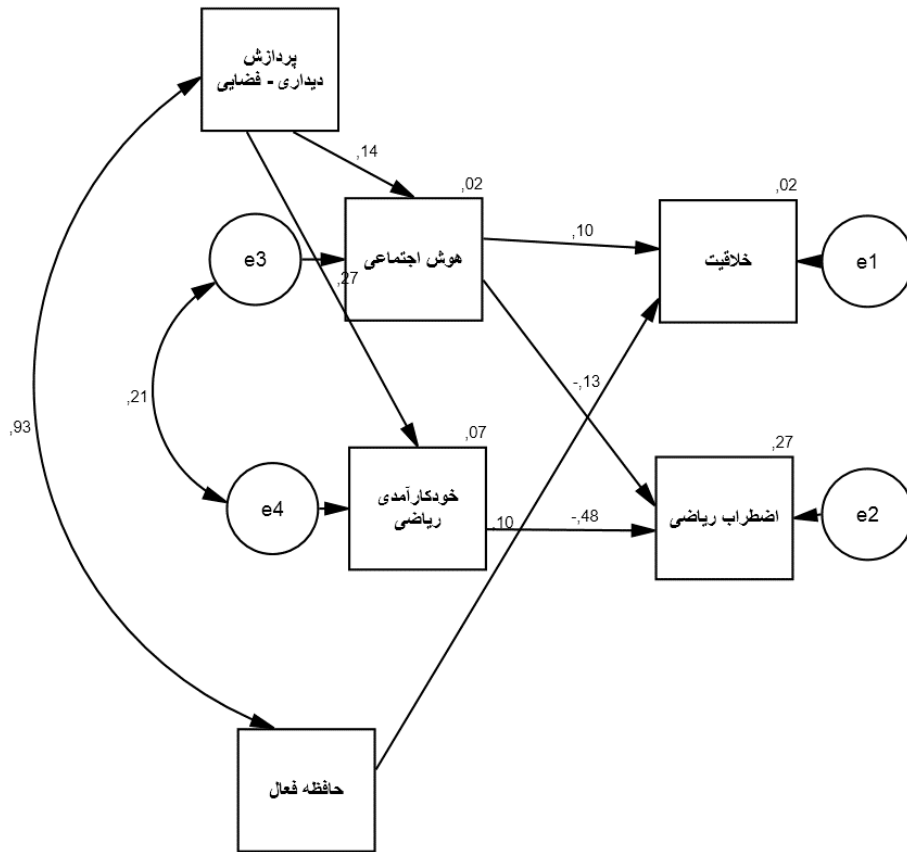 پردازش
دیداری - فضایی
,14
,02
,02
,10
e3
هوش اجتماعی
خلاقیت
e1
,27
-,13
,21
,93
,07
,27
خودکارآمدی
ریاضی
e4
,10
-,48
اضطراب ریاضی
e2
حافظه فعال